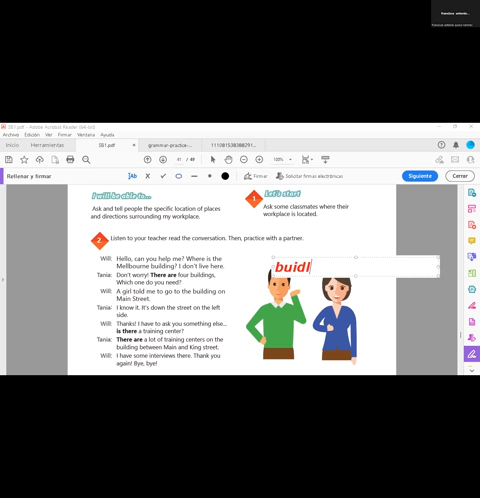 SB1.pdf - Adobe Acrobat Reader (64-bit)
Archivo Edición Ver Firmar Ventana Ayuda
Inicio Herramientas SB1.pdf × grammar-practice-...
41 / 49 100%
Rellenar y firmar Ab Firmar Solicitar firmas electrónicas Siguiente Cerrar
I will be able to...
Ask and tell people the specific location of places
and directions surrounding my workplace.
1 Let's start
Ask some classmates where their
workplace is located.
2 Listen to your teacher read the conversation. Then, practice with a partner.
Will: Hello, can you help me? Where is the
Mellbourne building? I don't live here.
Tania: Don't worry! There are four buildings,
Which one do you need?
Will: A girl told me to go to the building on
Main Street.
Tania: I know it. It's down the street on the left
side.
Will: Thanks! I have to ask you something else...
is there a training center?
Tania: There are a lot of training centers on the
building between Main and King street.
Will: I have some interviews there. Thank you
again! Bye, bye!
buidl